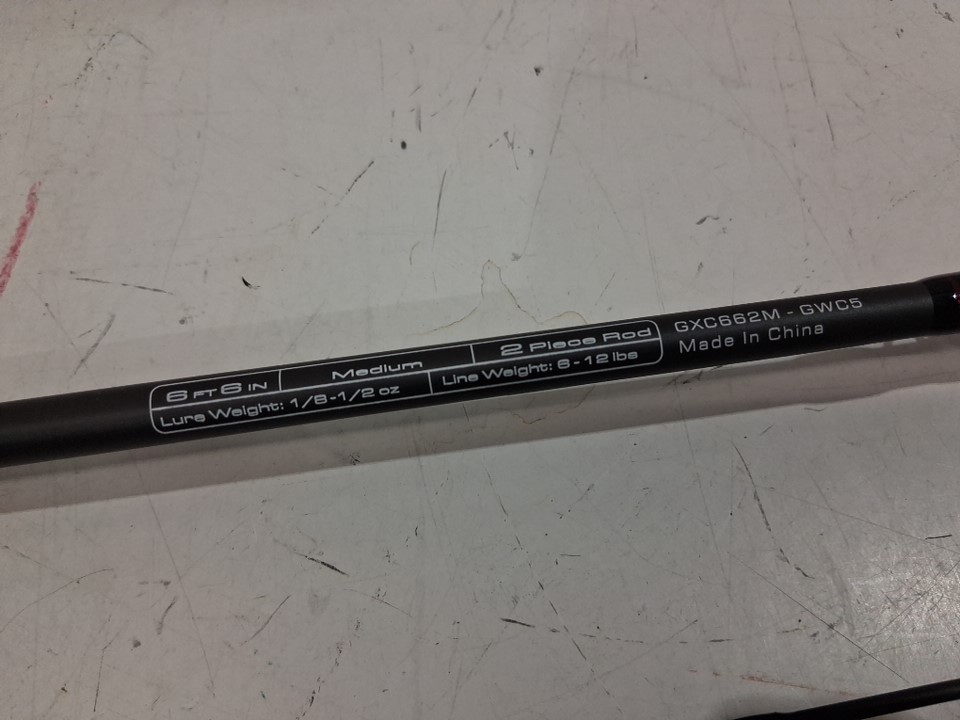 6 FT 6 IN Medium 2 Piece Rod
Lure Weight: 1/8-1/2 oz Line Weight: 6-12 lbs
GXC662M - GWC5
Made In China